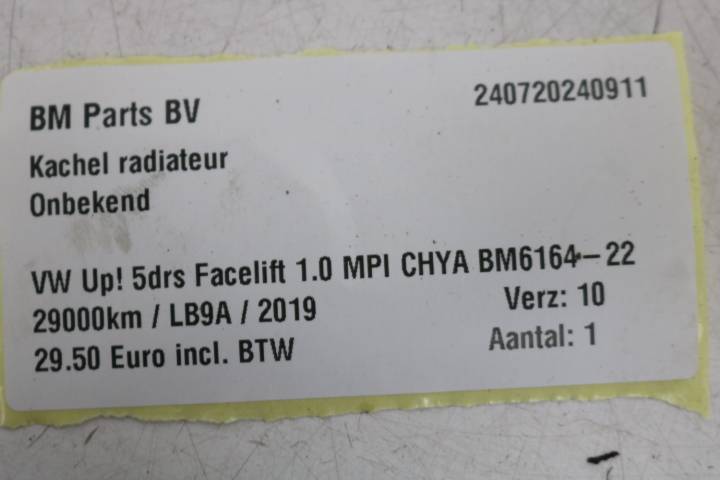 BM Parts BV 240720240911
Kachel radiateur
Onbekend
VW Up! 5drs Facelift 1.0 MPI CHYA BM6164-22
29000km / LB9A / 2019 Verz: 10
29.50 Euro incl. BTW Aantal: 1